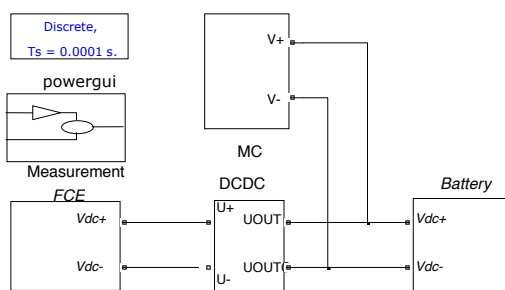 Discrete,
Ts = 0.0001 s.
powergui
Measurement
V+
V-
MC
FCE
Vdc+
Vdc-
DCDC
U+
U-
UOUT
UOUT
Battery
Vdc+
Vdc-